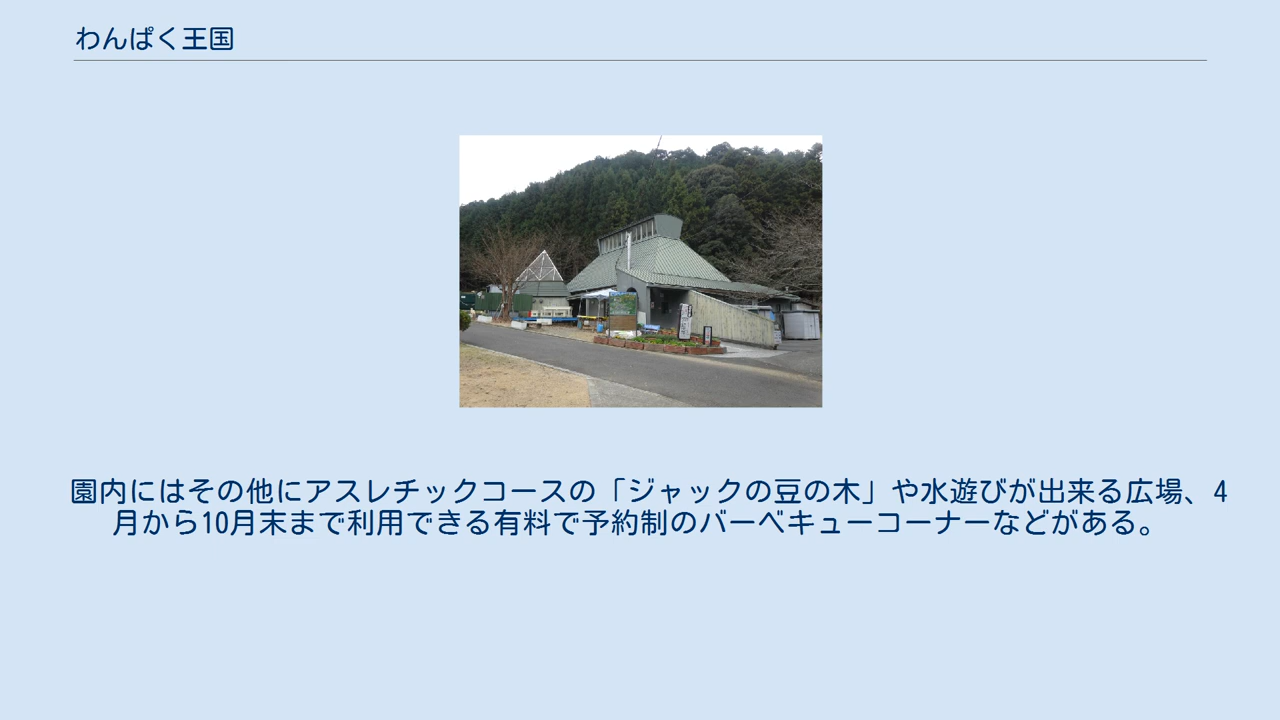 わんぱく王国
園内にはその他にアスレチックコースの「ジャックの豆の木」や水遊びが出来る広場、4
月から10月末まで利用できる有料で予約制のバーベキューコーナーなどがある。